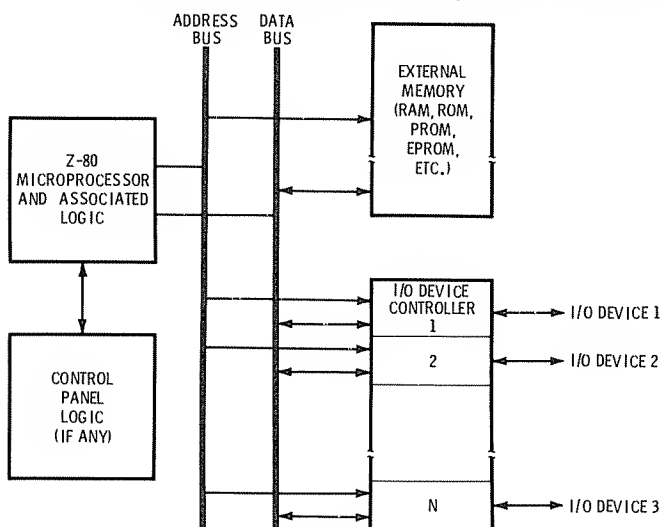 ADDRESS
BUS
DATA
BUS
EXTERNAL
MEMORY
(RAM, ROM,
PROM,
EPROM,
ETC.)
Z-80
MICROPROCESSOR
AND ASSOCIATED
LOGIC
I/O DEVICE
CONTROLLER
1
I/O DEVICE 1
2
I/O DEVICE 2
CONTROL
PANEL
LOGIC
(IF ANY)
N
I/O DEVICE 3